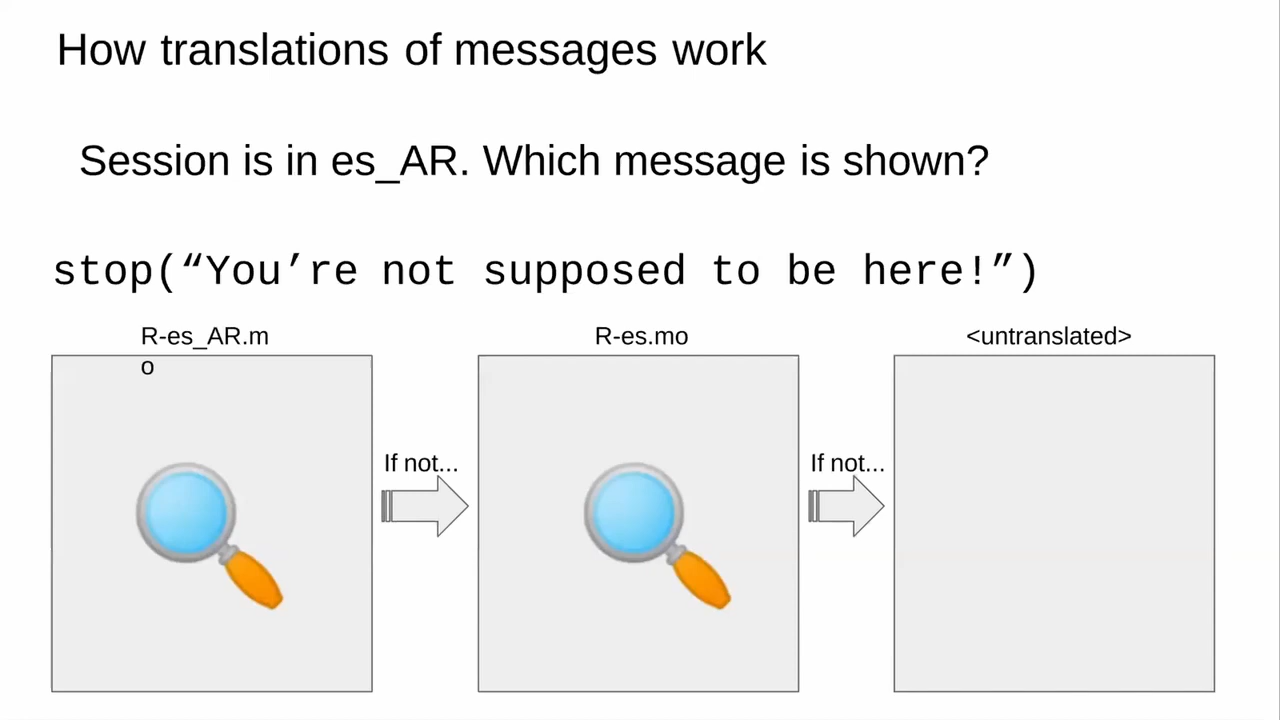 How translations of messages work
Session is in es_AR. Which message is shown?
stop(“You’re not supposed to be here!”)
R-es_AR.m
o
R-es.mo
<untranslated>
If not...
If not...